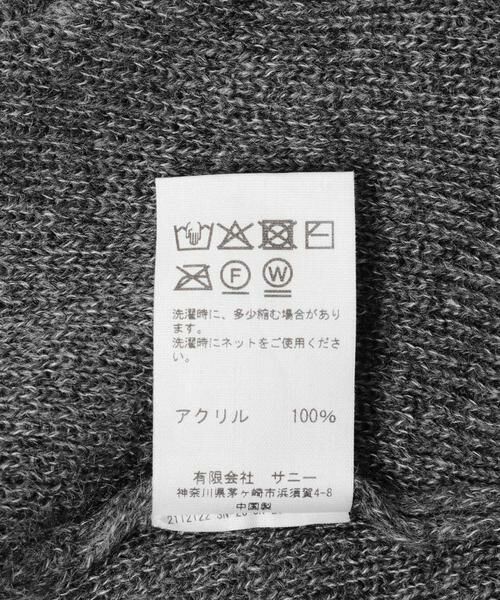 F W
洗濯時に、多少縮む場合があり
ます。
洗濯時にネットをご使用くださ
い。
アクリル 100%
有限会社 サニー
神奈川県茅ヶ崎市浜須賀4-8
中国製